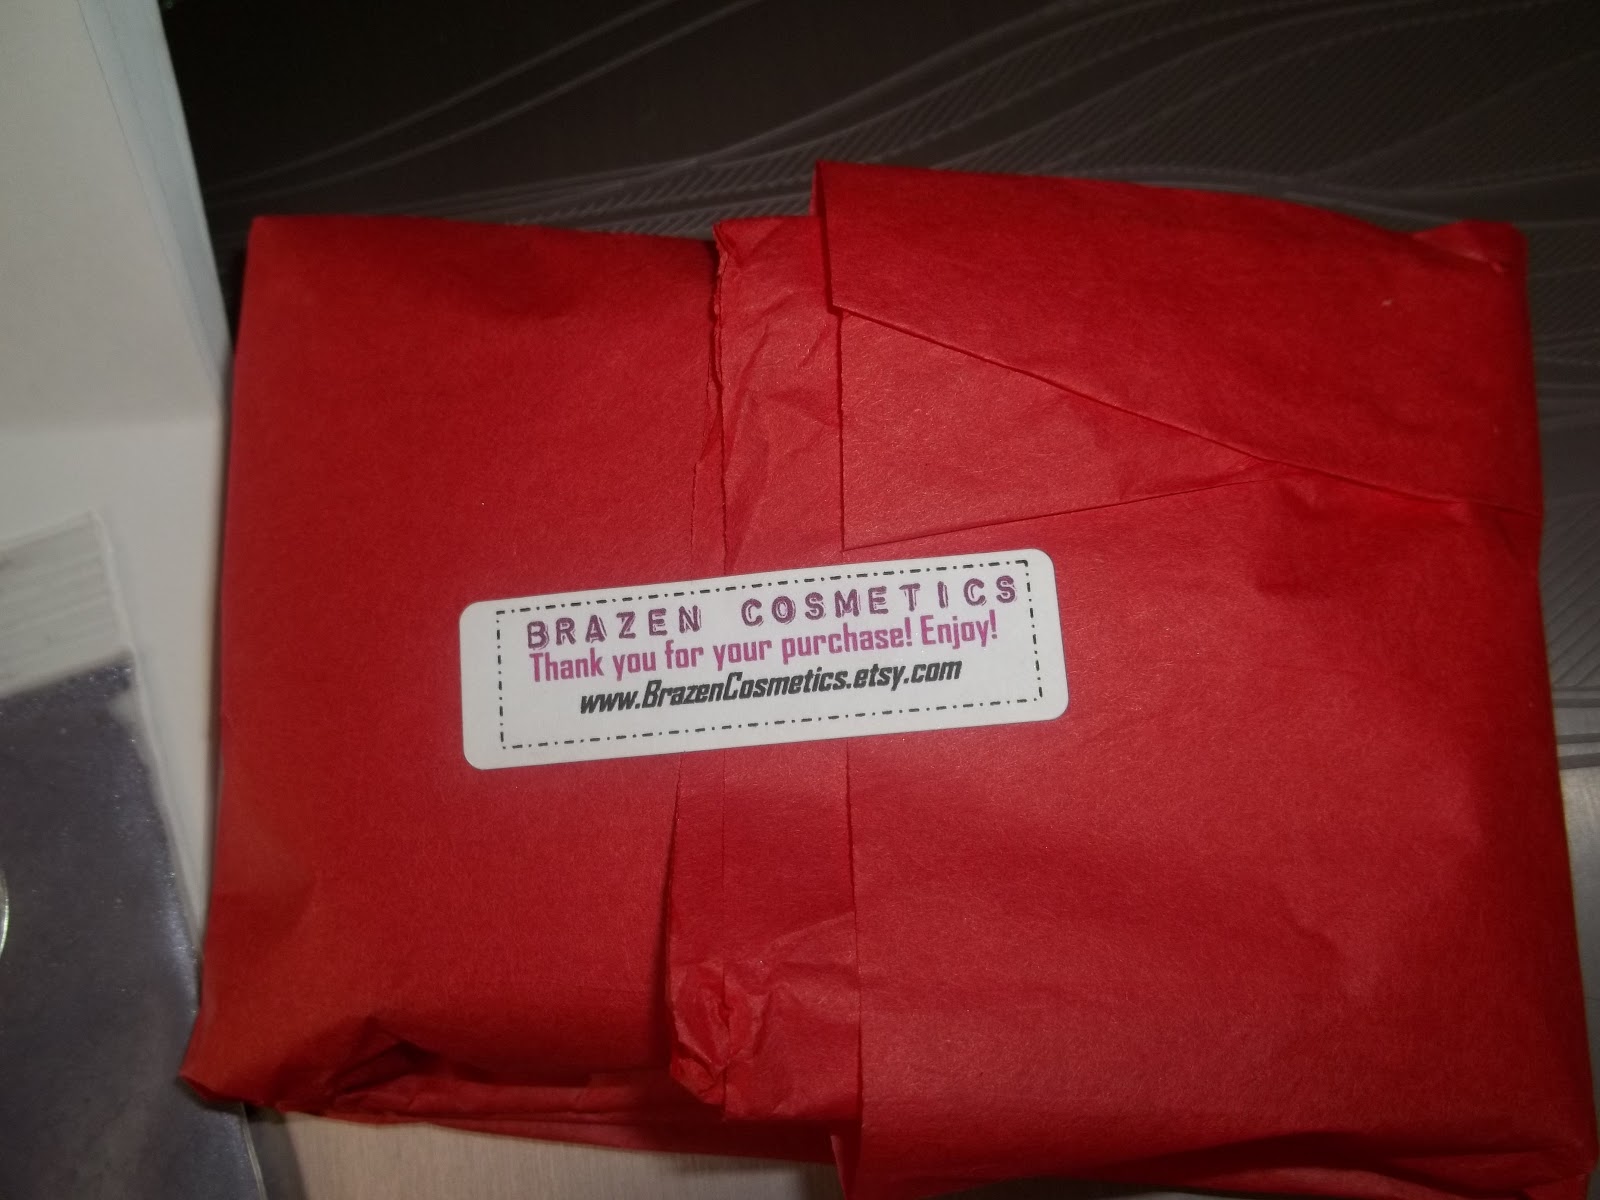 BRAZEN COSMETICS
Thank you for your purchase! Enjoy!
www.BrazenCosmetics.etsy.com